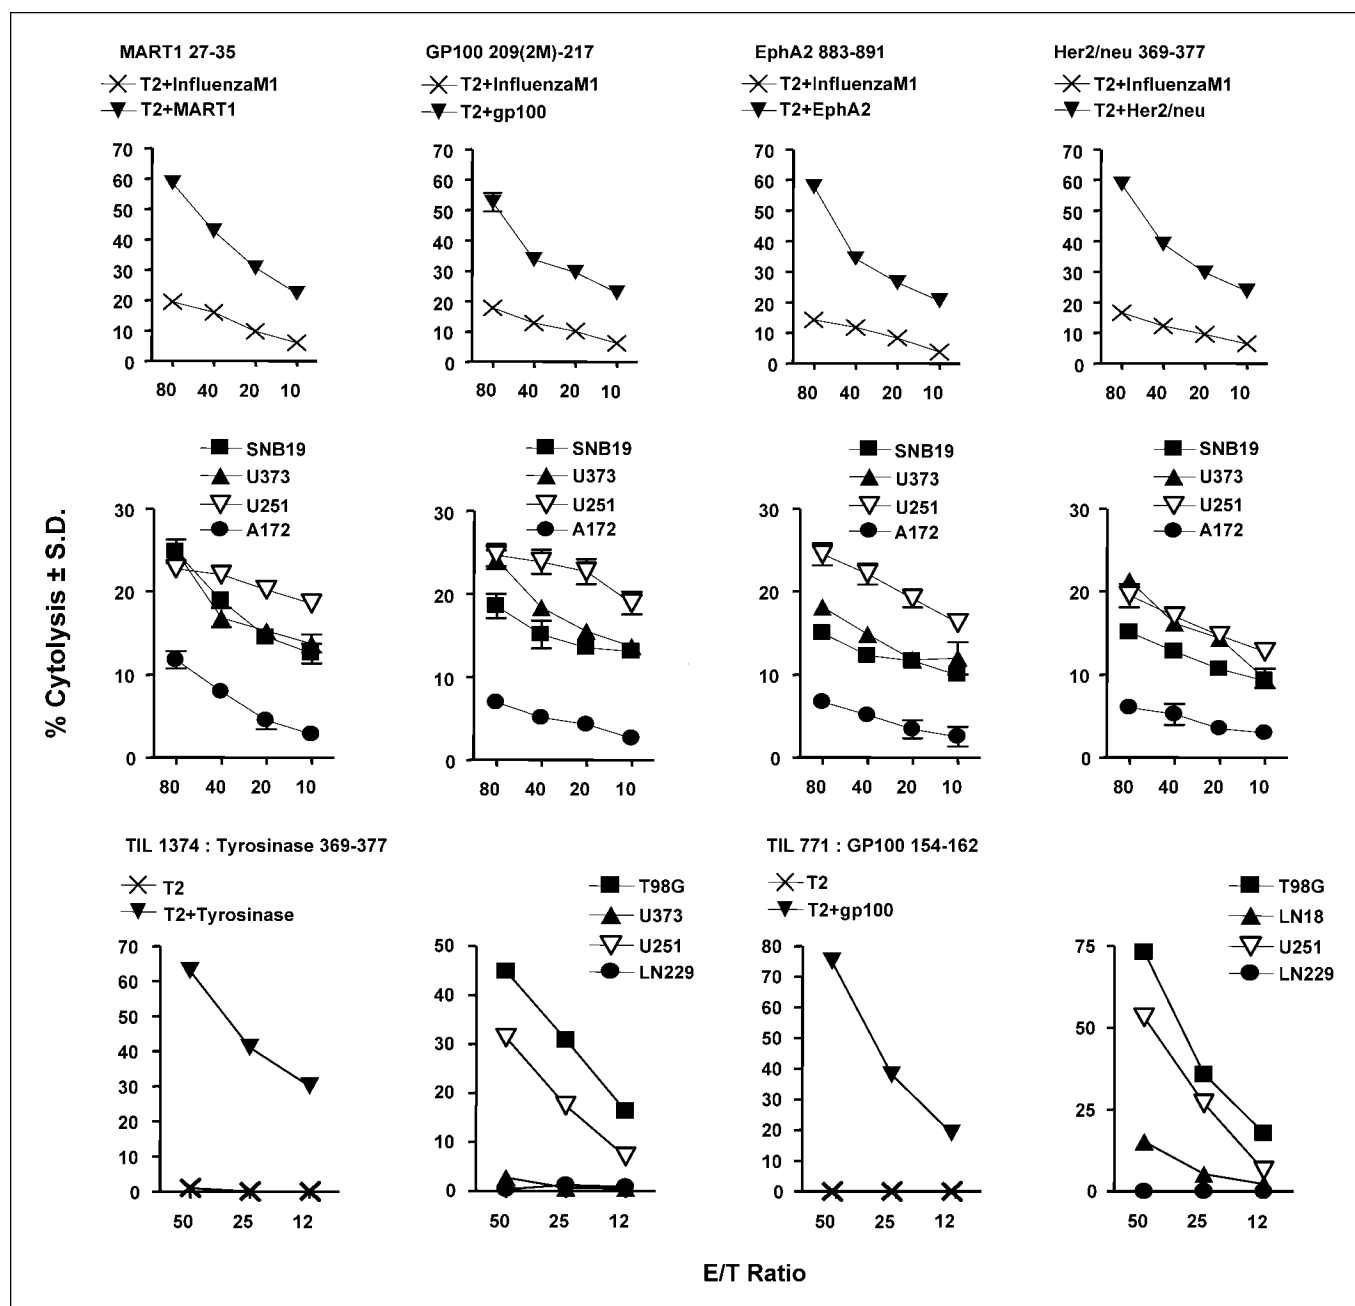 MART1 27-35
T2+InfluenzaM1
T2+MART1
70
60
50
40
30
20
10
0
80 40 20 10
GP100 209(2M)-217
T2+InfluenzaM1
T2+gp100
70
60
50
40
30
20
10
0
80 40 20 10
EphA2 883-891
T2+InfluenzaM1
T2+EphA2
70
60
50
40
30
20
10
0
80 40 20 10
Her2/neu 369-377
T2+InfluenzaM1
T2+Her2/neu
70
60
50
40
30
20
10
0
80 40 20 10
% Cytolysis ± S.D.
SNB19
U373
U251
A172
30
20
10
0
80 40 20 10
SNB19
U373
U251
A172
30
20
10
0
80 40 20 10
SNB19
U373
U251
A172
30
20
10
0
80 40 20 10
SNB19
U373
U251
A172
30
20
10
0
80 40 20 10
TIL 1374 : Tyrosinase 369-377
T2
T2+Tyrosinase
70
60
50
40
30
20
10
0
50 25 12
T98G
U373
U251
LN229
50
40
30
20
10
0
50 25 12
TIL 771 : GP100 154-162
T2
T2+gp100
80
70
60
50
40
30
20
10
0
50 25 12
T98G
LN18
U251
LN229
75
50
25
0
50 25 12
E/T Ratio